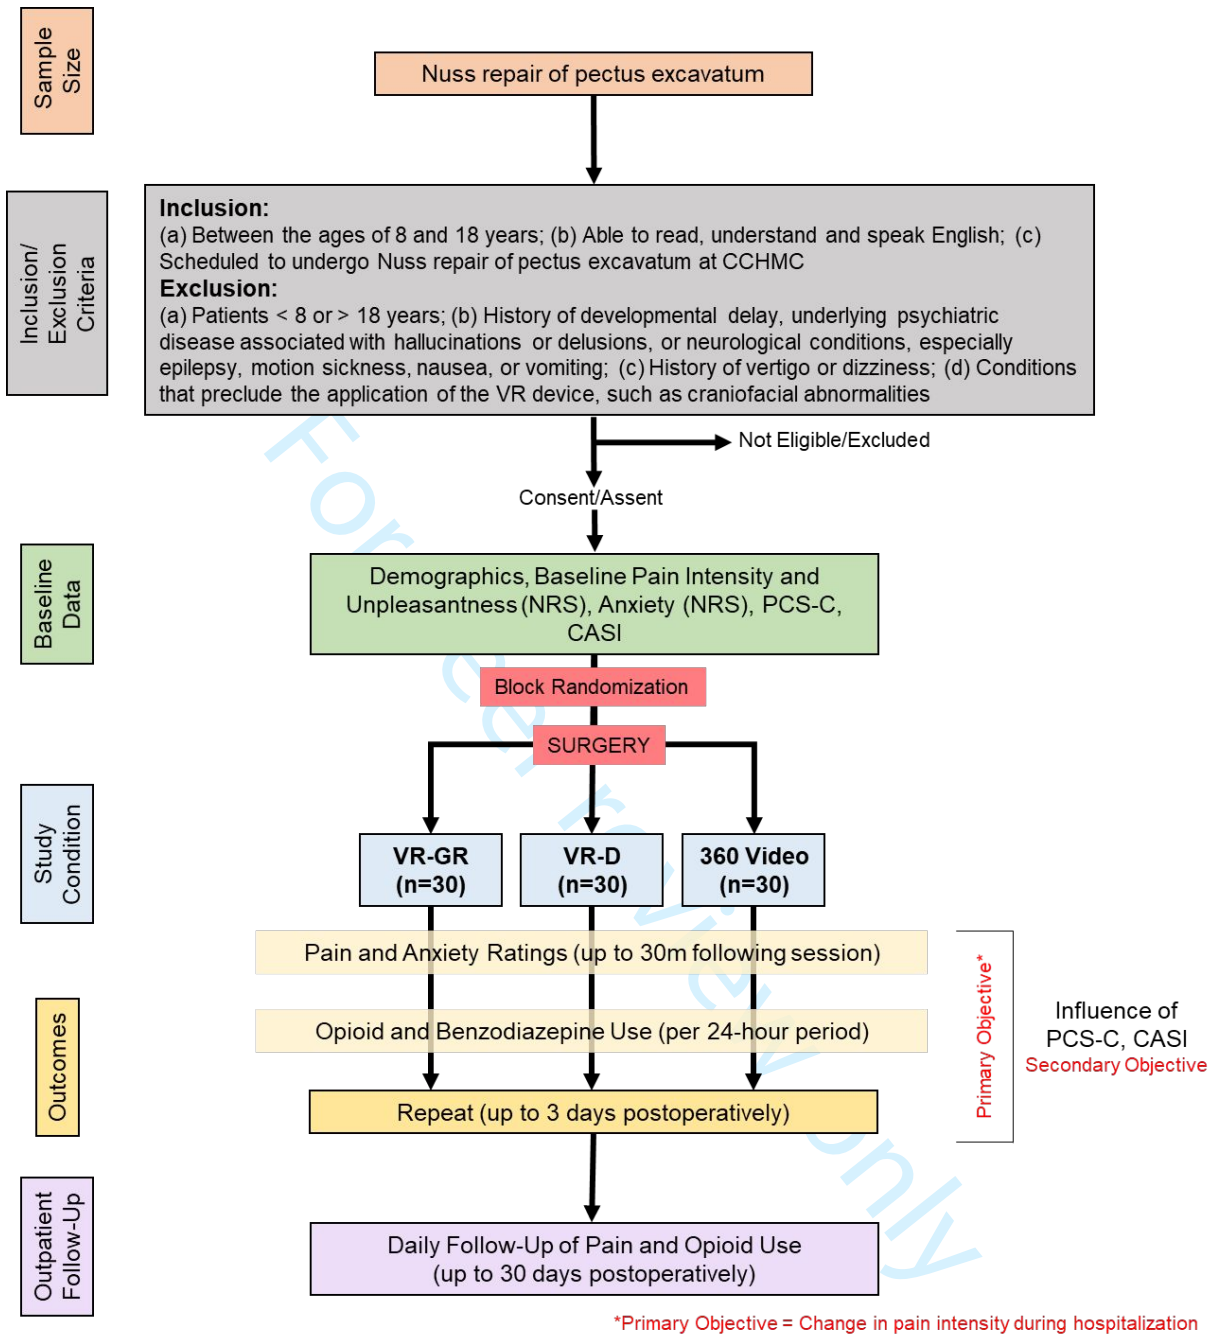 Sample
Size
Nuss repair of pectus excavatum
Inclusion/
Exclusion
Criteria
Inclusion:
(a) Between the ages of 8 and 18 years; (b) Able to read, understand and speak English; (c)
Scheduled to undergo Nuss repair of pectus excavatum at CCHMC
Exclusion:
(a) Patients < 8 or > 18 years; (b) History of developmental delay, underlying psychiatric
disease associated with hallucinations or delusions, or neurological conditions, especially
epilepsy, motion sickness, nausea, or vomiting; (c) History of vertigo or dizziness; (d) Conditions
that preclude the application of the VR device, such as craniofacial abnormalities
Not Eligible/Excluded
Consent/Assent
Baseline
Data
Demographics, Baseline Pain Intensity and
Unpleasantness (NRS), Anxiety (NRS), PCS-C,
CASI
Block Randomization
SURGERY
Study
Condition
VR-GR
(n=30)
VR-D
(n=30)
360 Video
(n=30)
Outcomes
Pain and Anxiety Ratings (up to 30m following session)
Opioid and Benzodiazepine Use (per 24-hour period)
Repeat (up to 3 days postoperatively)
Primary Objective*
Influence of
PCS-C, CASI
Secondary Objective
Outpatient
Follow-Up
Daily Follow-Up of Pain and Opioid Use
(up to 30 days postoperatively)
*Primary Objective = Change in pain intensity during hospitalization
For peer review only